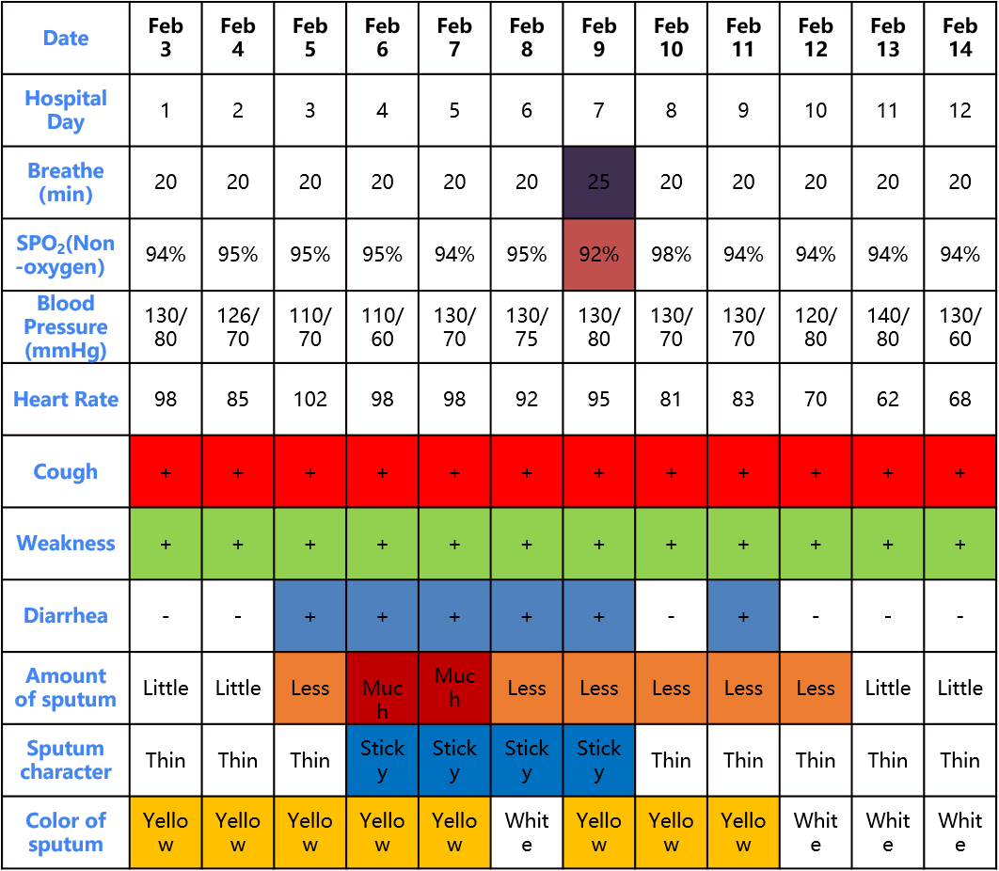 Date Feb 3 Feb 4 Feb 5 Feb 6 Feb 7 Feb 8 Feb 9 Feb 10 Feb 11 Feb 12 Feb 13 Feb 14
Hospital Day 1 2 3 4 5 6 7 8 9 10 11 12
Breathe (min) 20 20 20 20 20 20 25 20 20 20 20 20
SPO₂(Non-oxygen) 94% 95% 95% 95% 94% 95% 92% 98% 94% 94% 94% 94%
Blood Pressure (mmHg) 130/80 126/70 110/70 110/60 130/70 130/75 130/80 130/70 130/70 120/80 140/80 130/60
Heart Rate 98 85 102 98 98 92 95 81 83 70 62 68
Cough + + + + + + + + + + + +
Weakness + + + + + + + + + + + +
Diarrhea - - + + + + + - + - - -
Amount of sputum Little Little Less Much Much Less Less Less Less Less Little Little
Sputum character Thin Thin Thin Sticky Sticky Sticky Sticky Thin Thin Thin Thin Thin
Color of sputum Yellow Yellow Yellow Yellow Yellow White Yellow Yellow Yellow White White White